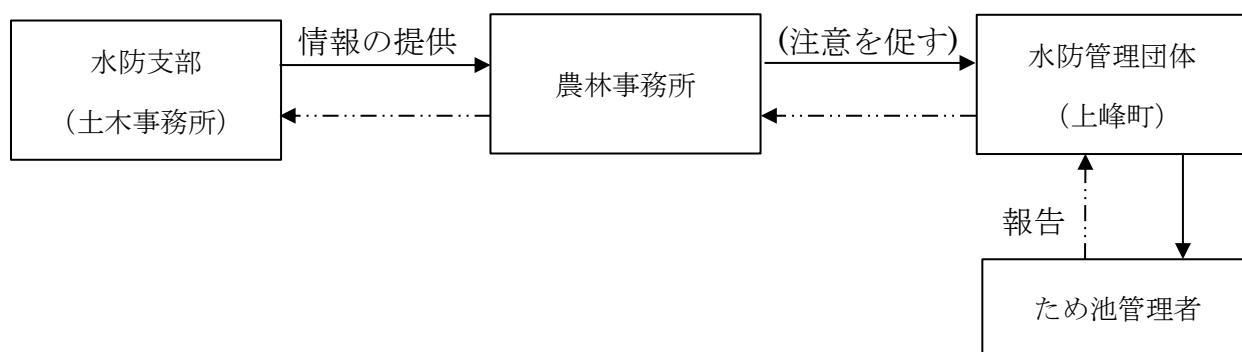 水防支部
(土木事務所)
情報の提供
農林事務所
(注意を促す)
水防管理団体
(上峰町)
報告
ため池管理者